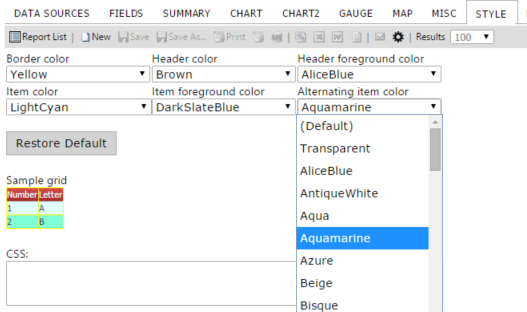 DATA SOURCES FIELDS SUMMARY CHART CHART2 GAUGE MAP MISC STYLE
Report List | New Save Save As... Print | | | Results 100
Border color Header color Header foreground color
Yellow Brown AliceBlue
Item color Item foreground color Alternating item color
LightCyan DarkSlateBlue Aquamarine
(Default)
Transparent
AliceBlue
AntiqueWhite
Aqua
Aquamarine
Azure
Beige
Bisque
Restore Default
Sample grid
Number Letter
1 A
2 B
CSS: